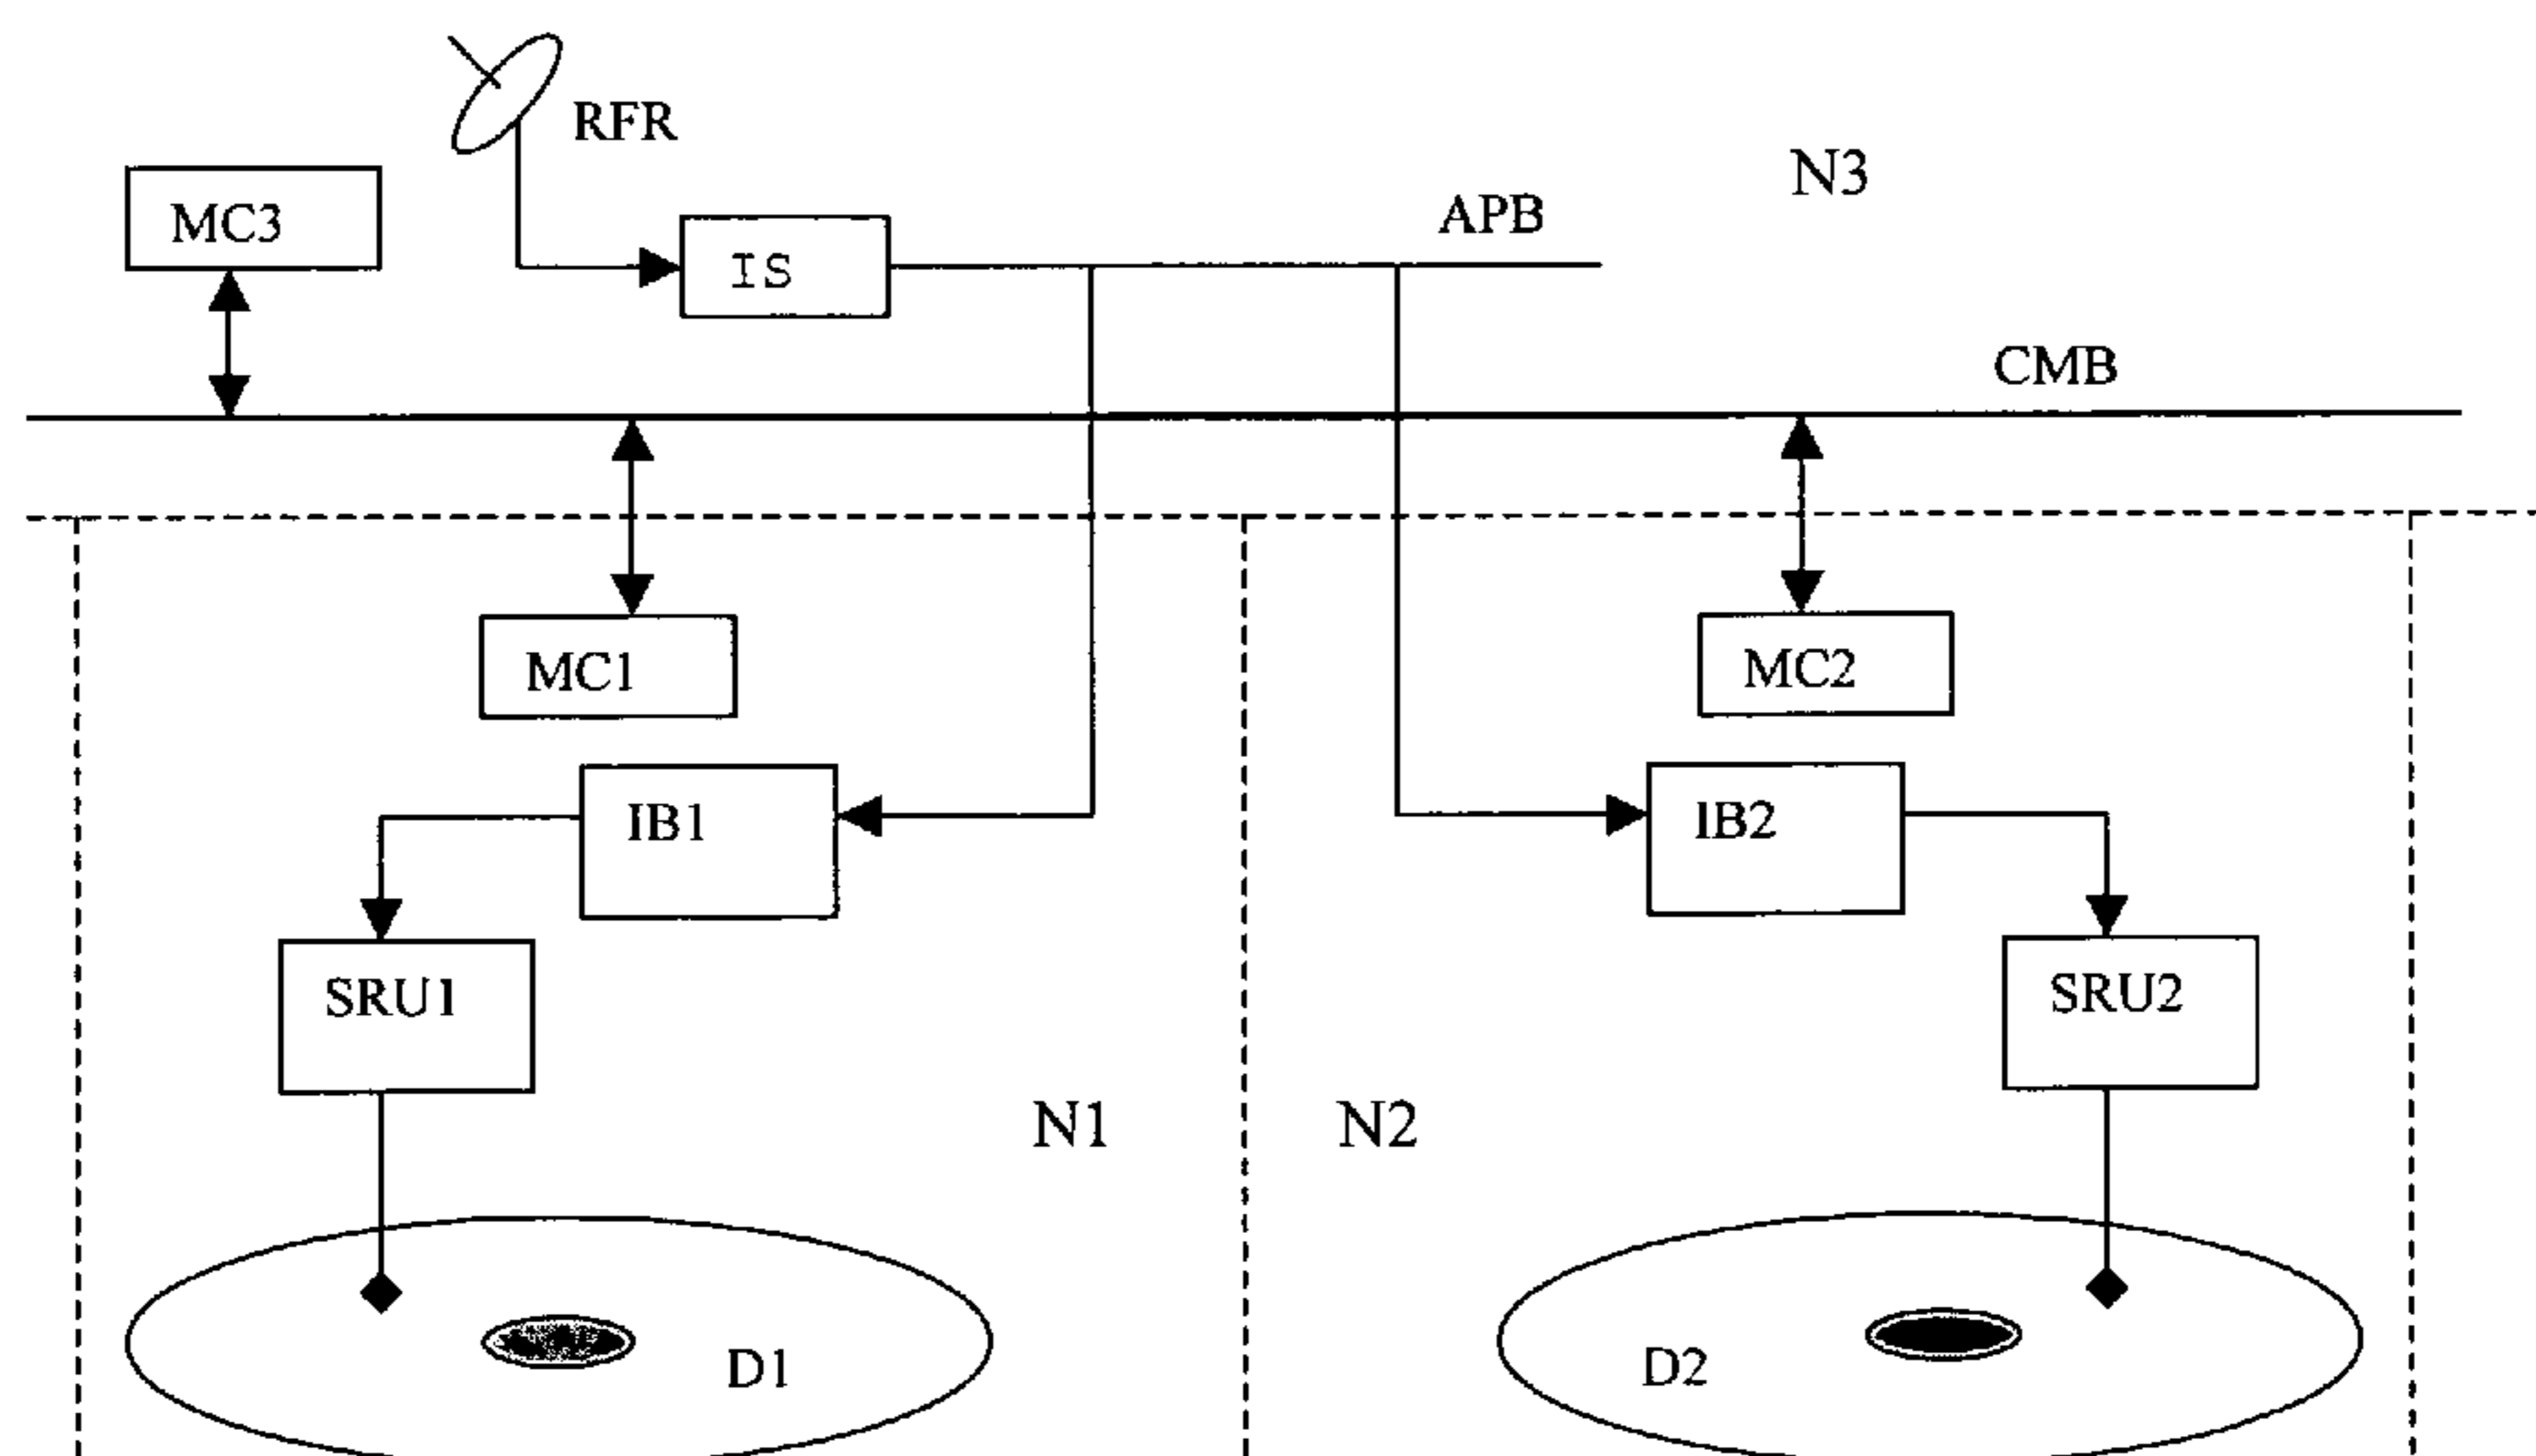 RFR
N3
MC3
APB
IS
CMB
MC1
MC2
IB1
IB2
SRU1
SRU2
N1
N2
D1
D2